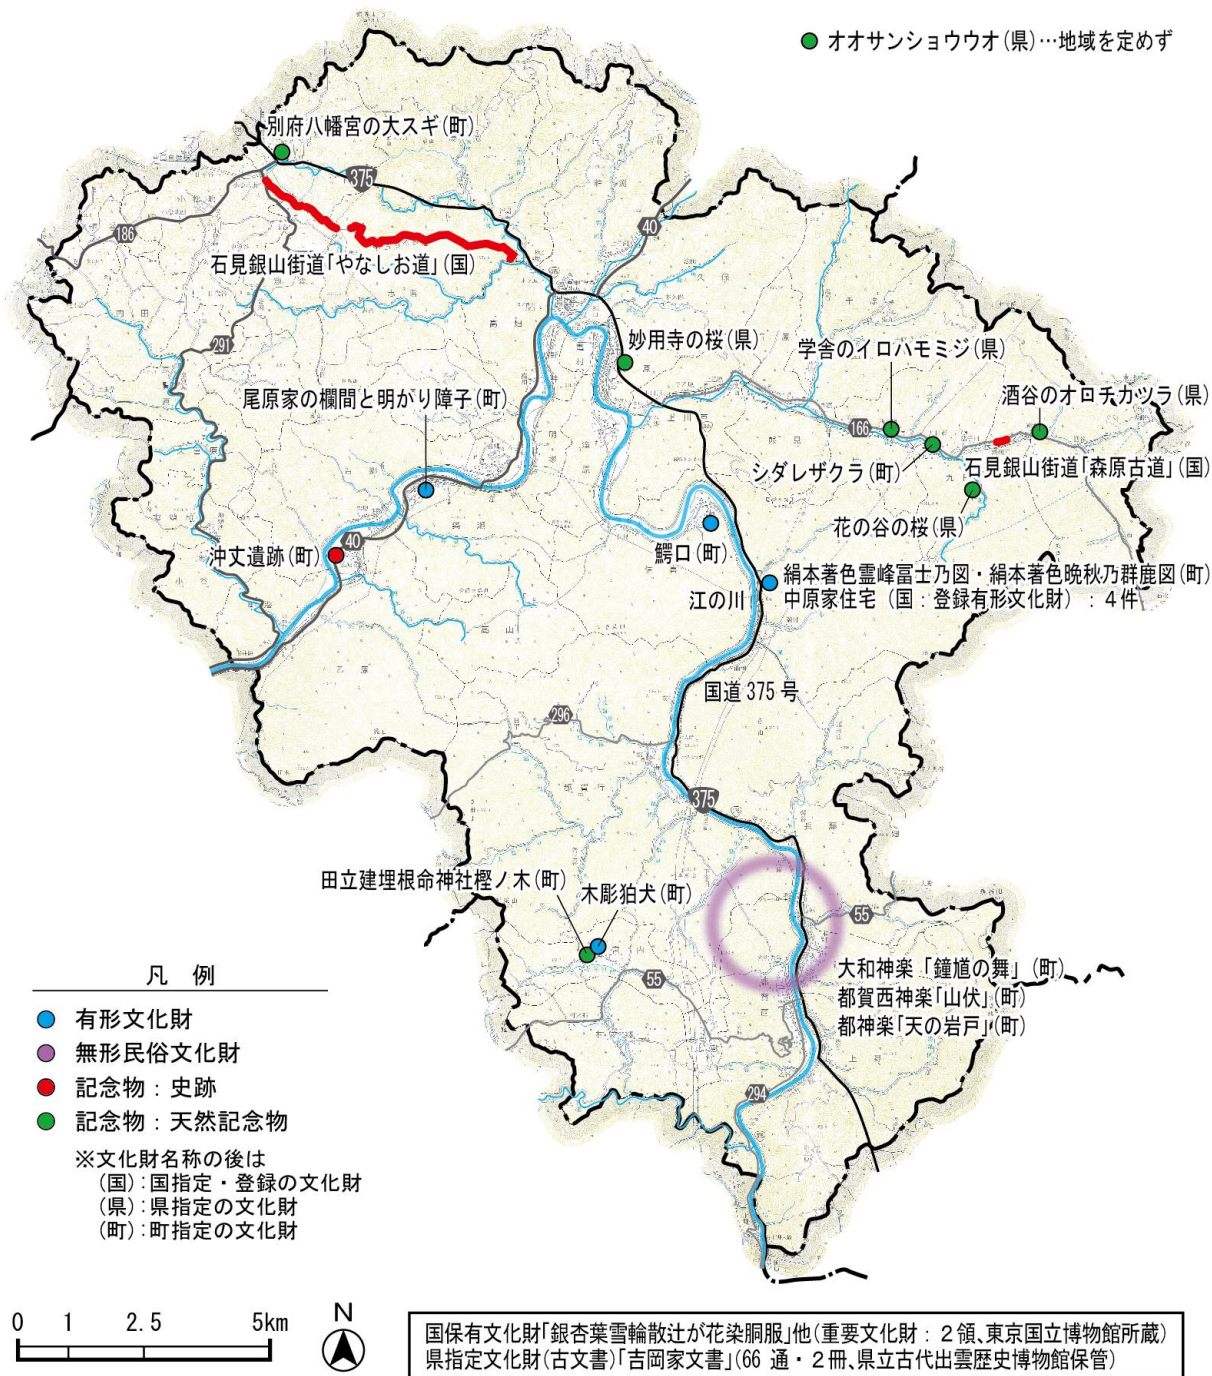 オオサンショウウオ(県)…地域を定めず
別府八幡宮の大スギ(町)
375
186
40
石見銀山街道「やなしお道」(国)
291
妙用寺の桜(県)
学舎のイロハモミジ(県)
尾原家の欄間と明がり障子(町)
酒谷のオロチカツラ(県)
166
シダレザクラ(町)
石見銀山街道「森原古道」(国)
花の谷の桜(県)
沖丈遺跡(町)
40
鰐口(町)
江の川
絹本著色霊峰冨士乃図・絹本著色晩秋乃群鹿図(町)
中原家住宅(国:登録有形文化財):4件
国道375号
296
375
田立建埋根命神社樫ノ木(町)
木彫狛犬(町)
55
55
大和神楽「鐘馗の舞」(町)
都賀西神楽「山伏」(町)
都神楽「天の岩戸」(町)
294
凡 例
有形文化財
無形民俗文化財
記念物:史跡
記念物:天然記念物
※文化財名称の後は
(国):国指定・登録の文化財
(県):県指定の文化財
(町):町指定の文化財
0 1 2.5 5km
N
国保有文化財「銀杏葉雪輪散辻が花染胴服」他(重要文化財:2領、東京国立博物館所蔵)
県指定文化財(古文書)「吉岡家文書」(66 通・2冊、県立古代出雲歴史博物館保管)